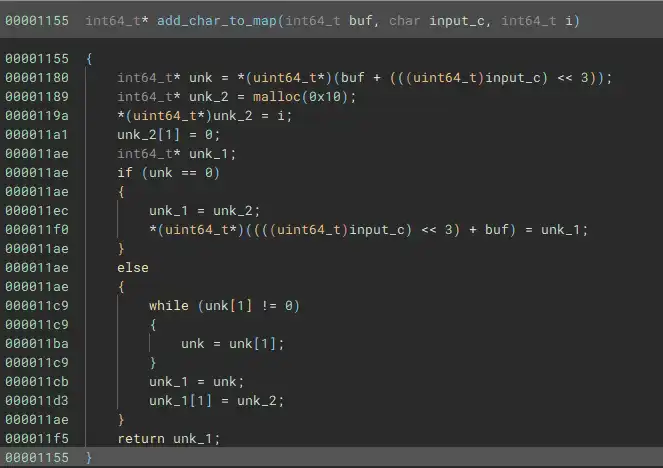 00001155 int64_t* add_char_to_map(int64_t buf, char input_c, int64_t i)
00001155 {
00001180     int64_t* unk = *(uint64_t*)(buf + (((uint64_t)input_c) << 3));
00001189     int64_t* unk_2 = malloc(0x10);
0000119a     *(uint64_t*)unk_2 = i;
000011a1     unk_2[1] = 0;
000011ae     int64_t* unk_1;
000011ae     if (unk == 0)
000011ae     {
000011ec         unk_1 = unk_2;
000011f0         *(uint64_t*)((((uint64_t)input_c) << 3) + buf) = unk_1;
000011ae     }
000011ae     else
000011ae     {
000011c9         while (unk[1] != 0)
000011c9         {
000011ba             unk = unk[1];
000011c9         }
000011cb         unk_1 = unk;
000011d3         unk_1[1] = unk_2;
000011ae     }
000011f5     return unk_1;
00001155 }